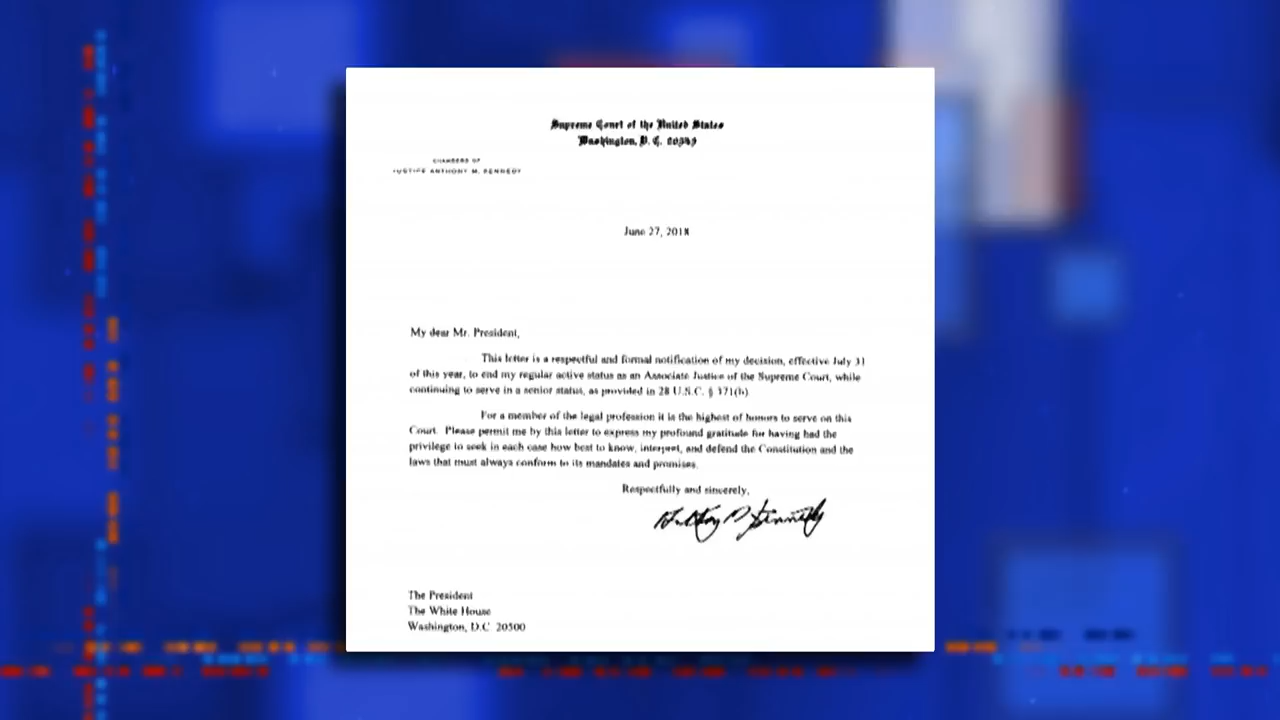 Supreme Court of the United States
Washington, D. C. 20543
CHAMBERS OF
JUSTICE ANTHONY M. KENNEDY
June 27, 2018
My dear Mr. President,
This letter is a respectful and formal notification of my decision, effective July 31
of this year, to end my regular active status as an Associate Justice of the Supreme Court, while
continuing to serve in a senior status, as provided in 28 U.S.C. § 371(b).
For a member of the legal profession it is the highest of honors to serve on this
Court. Please permit me by this letter to express my profound gratitude for having had the
privilege to seek in each case how best to know, interpret, and defend the Constitution and the
laws that must always conform to its mandates and promises.
Respectfully and sincerely,
Anthony M Kennedy
The President
The White House
Washington, D.C. 20500